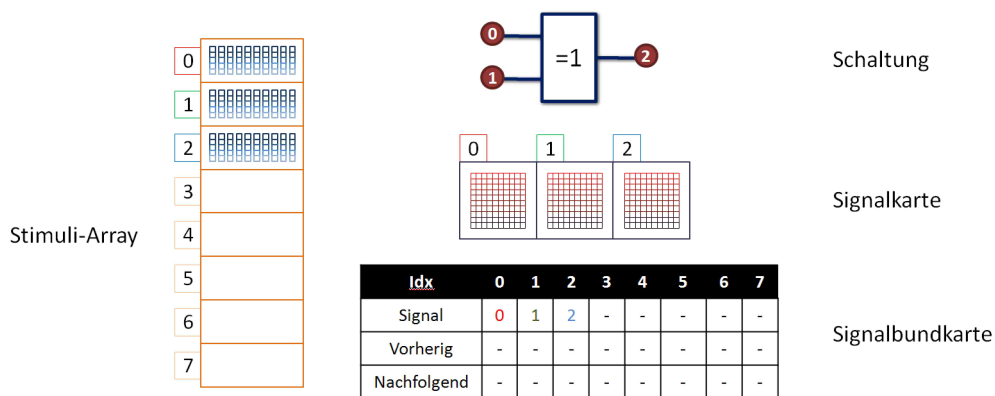 0
1
=1
2
Schaltung
0
1
2
3
4
5
6
7
Stimuli-Array
0 1 2
Signalkarte
Idx 0 1 2 3 4 5 6 7
Signal 0 1 2 - - - - -
Vorherig - - - - - - - -
Nachfolgend - - - - - - - -
Signalbundkarte